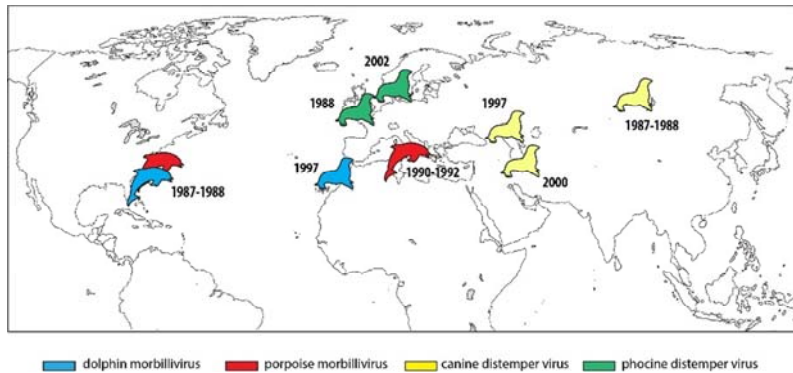 2002
1988
1997
1987-1988
1997
1990-1992
2000
1987-1988
dolphin morbillivirus
porpoise morbillivirus
canine distemper virus
phocine distemper virus